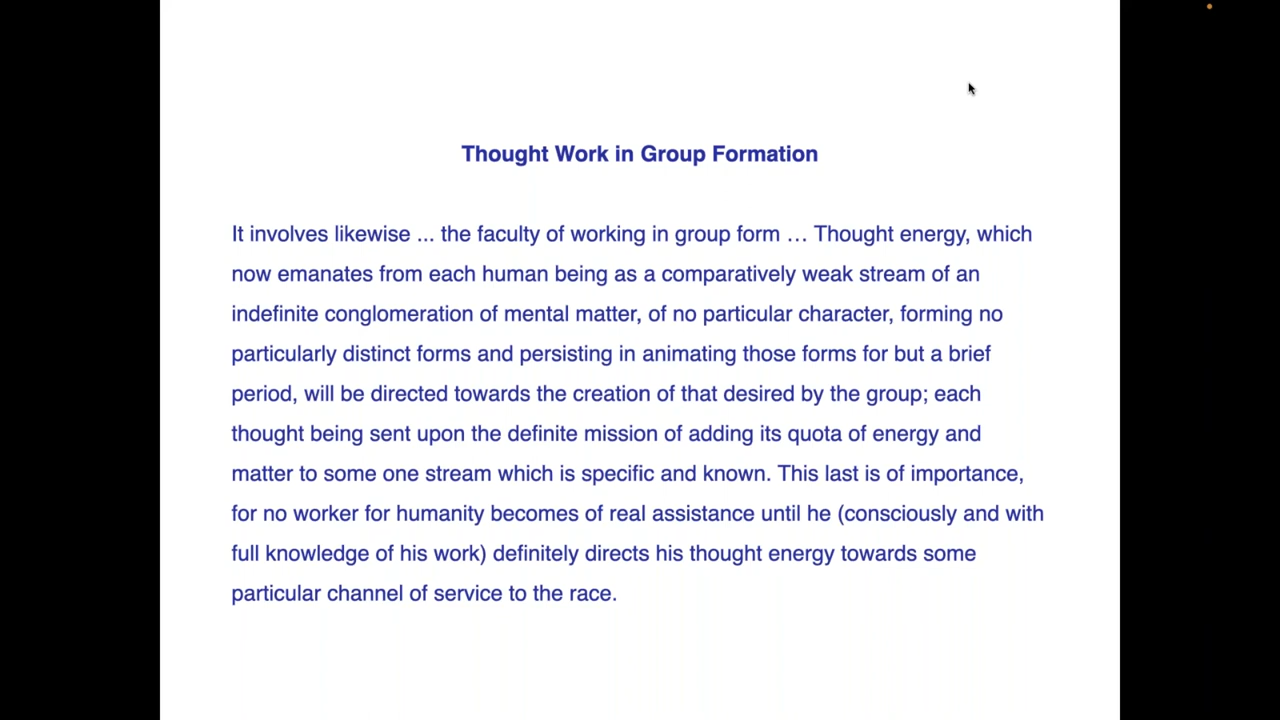 Thought Work in Group Formation
It involves likewise ... the faculty of working in group form … Thought energy, which
now emanates from each human being as a comparatively weak stream of an
indefinite conglomeration of mental matter, of no particular character, forming no
particularly distinct forms and persisting in animating those forms for but a brief
period, will be directed towards the creation of that desired by the group; each
thought being sent upon the definite mission of adding its quota of energy and
matter to some one stream which is specific and known. This last is of importance,
for no worker for humanity becomes of real assistance until he (consciously and with
full knowledge of his work) definitely directs his thought energy towards some
particular channel of service to the race.